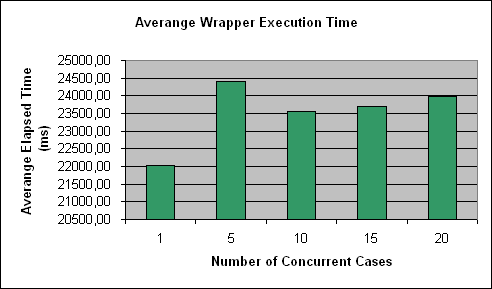 Averange Wrapper Execution Time
Averange Elapsed Time
(ms)
25000,00
24500,00
24000,00
23500,00
23000,00
22500,00
22000,00
21500,00
21000,00
20500,00
1 5 10 15 20
Number of Concurrent Cases